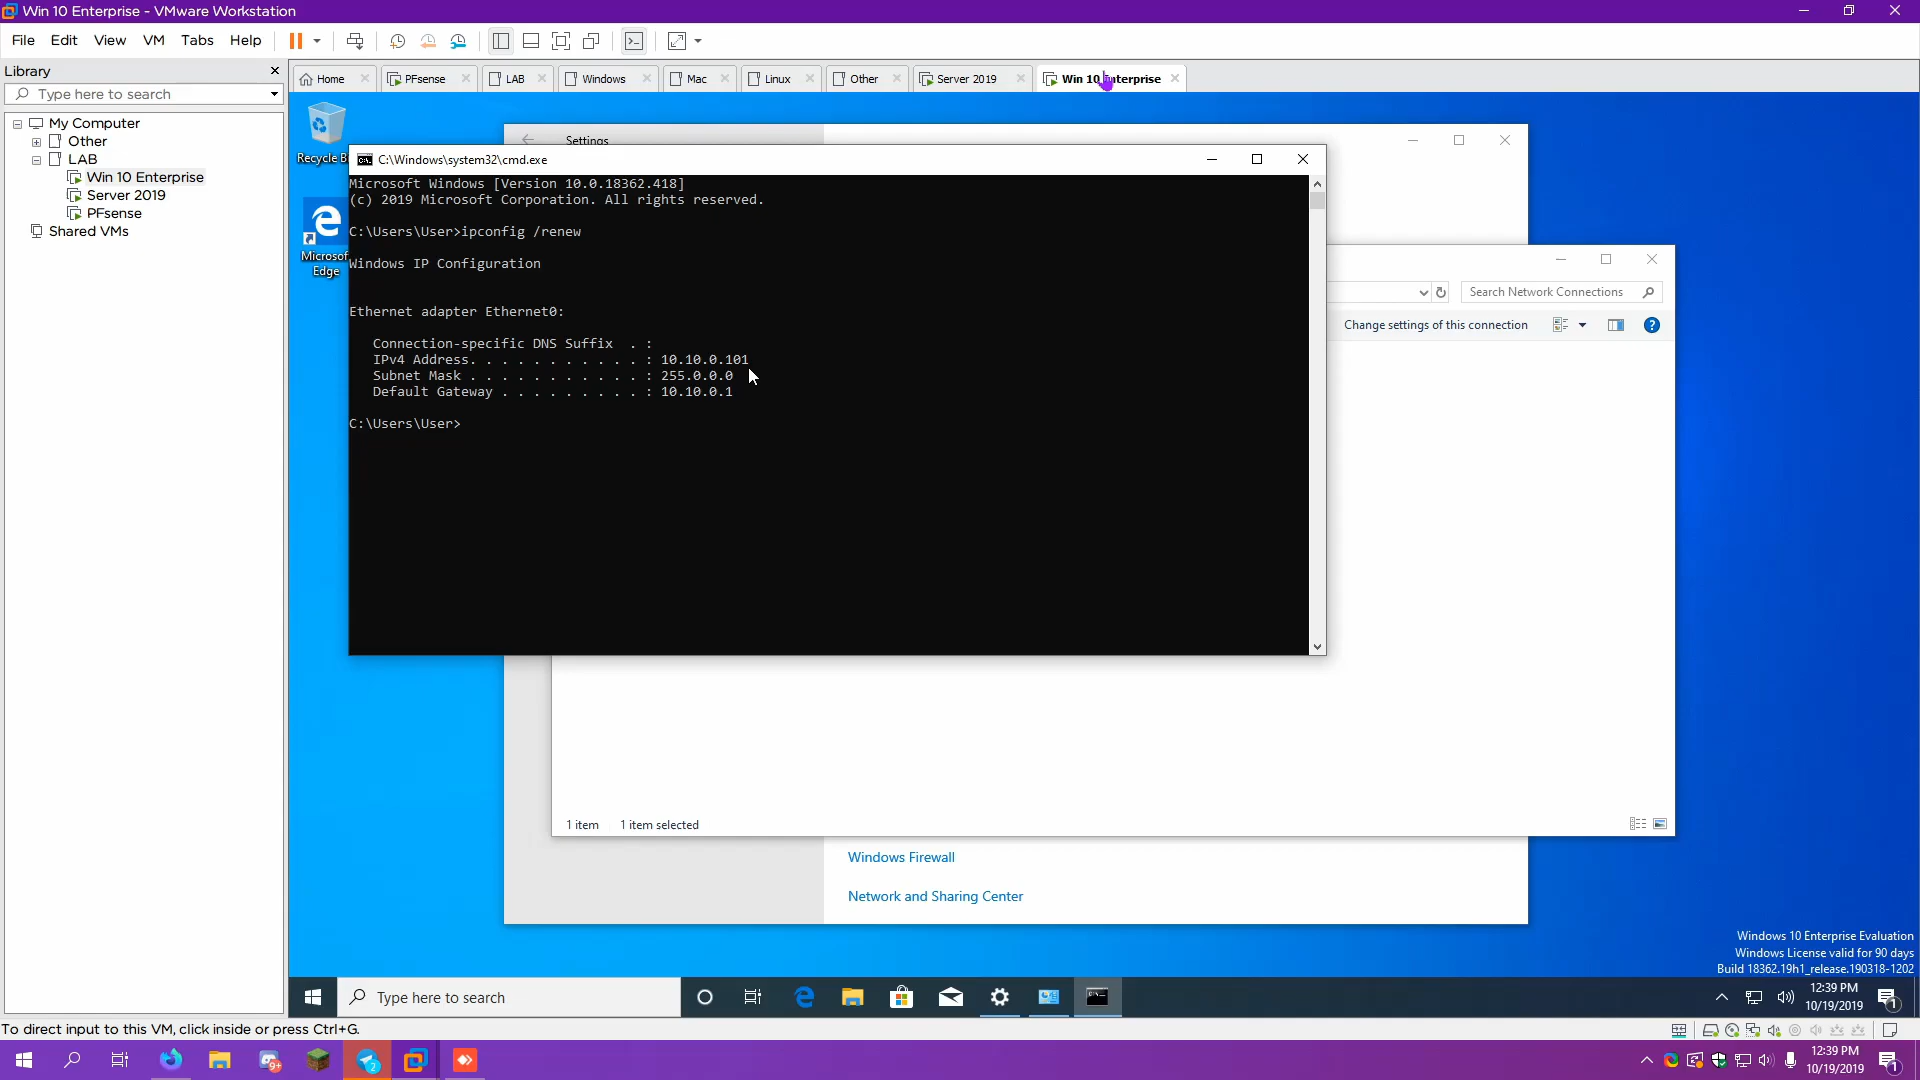 Win 10 Enterprise - VMware Workstation
File Edit View VM Tabs Help
Library
Type here to search
My Computer
Other
LAB
Win 10 Enterprise
Server 2019
PFsense
Shared VMs
Home
PFsense
LAB
Windows
Mac
Linux
Other
Server 2019
Win 10 Enterprise
Recycle B
Microsof
Edge
Settings
C:\Windows\system32\cmd.exe
Microsoft Windows [Version 10.0.18362.418]
(c) 2019 Microsoft Corporation. All rights reserved.
C:\Users\User>ipconfig /renew
Windows IP Configuration
Ethernet adapter Ethernet0:
Connection-specific DNS Suffix . :
IPv4 Address. . . . . . . . . . . : 10.10.0.101
Subnet Mask . . . . . . . . . . . : 255.0.0.0
Default Gateway . . . . . . . . . : 10.10.0.1
C:\Users\User>
Search Network Connections
Change settings of this connection
1 item 1 item selected
Windows Firewall
Network and Sharing Center
Windows 10 Enterprise Evaluation
Windows License valid for 90 days
Build 18362.19h1_release.190318-1202
Type here to search
12:39 PM
10/19/2019
1
To direct input to this VM, click inside or press Ctrl+G.
9+
2
12:39 PM
10/19/2019
1